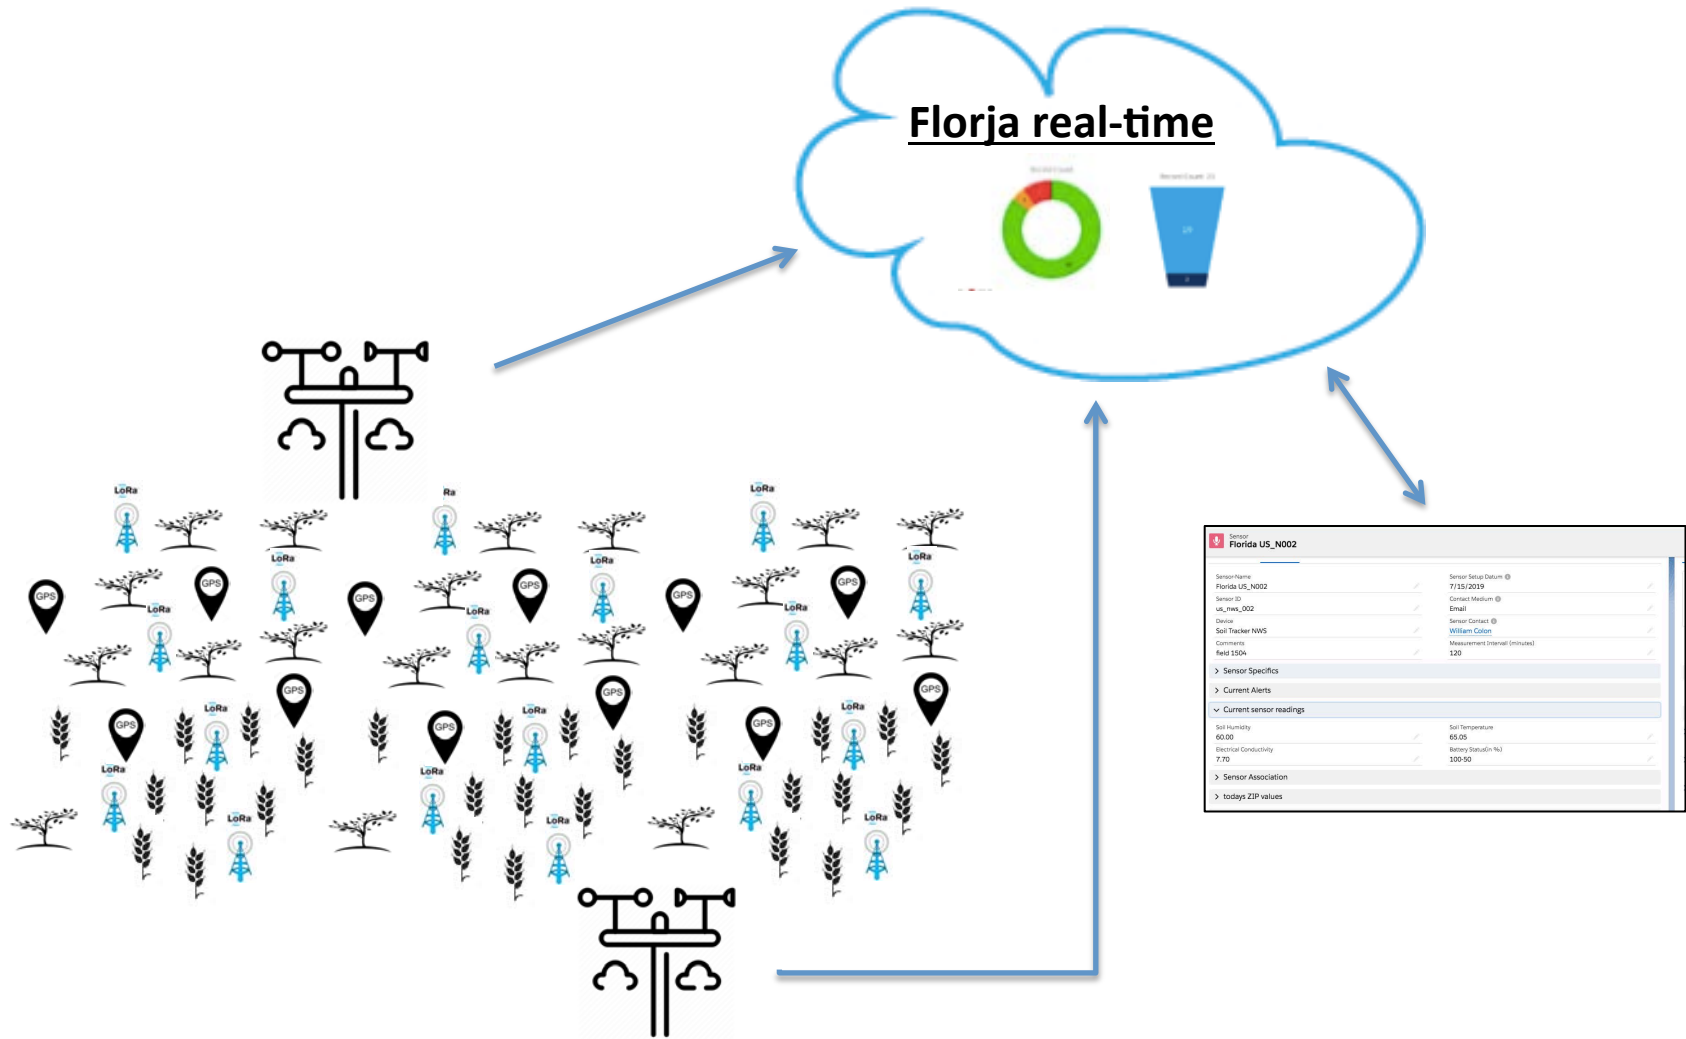 Florja real-time
LoRa
Ra
LoRa
LoRa
LoRa
LoRa
GPS
GPS
GPS
GPS
GPS
GPS
LoRa
LoRa
LoRa
GPS
GPS
GPS
LoRa
LoRa
LoRa
GPS
GPS
GPS
LoRa
LoRa
LoRa
LoRa
LoRa
LoRa
Sensor
Florida US_N002
Sensor Name
Sensor Setup Datum
Florida US_N002
7/15/2019
Sensor ID
Contact Medium
us_nws_002
Email
Device
Sensor Contact
Soil Tracker NWS
William Colon
Comments
Measurement Interval (minutes)
field 1504
120
Sensor Specifics
Current Alerts
Current sensor readings
Soil Humidity
Soil Temperature
60.00
65.05
Electrical Conductivity
Battery Status(in %)
7.70
100-50
Sensor Association
todays ZIP values